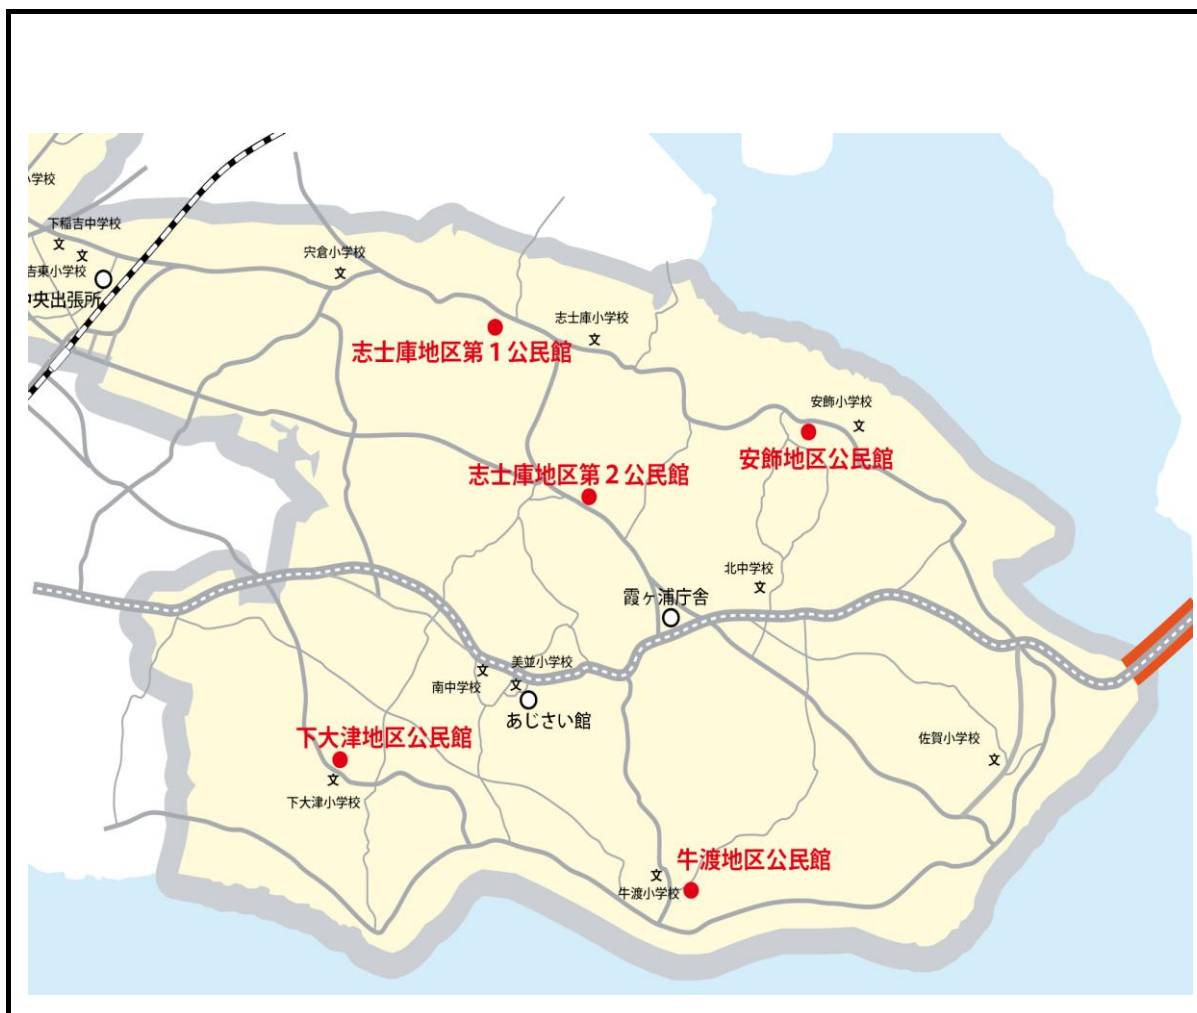 小学校
下稲吉中学校
文
文
吉東小学校
中央出張所
宍倉小学校
文
志士庫地区第１公民館
志士庫小学校
文
安飾小学校
文
安飾地区公民館
志士庫地区第２公民館
北中学校
文
霞ヶ浦庁舎
美並小学校
文
南中学校
文
あじさい館
下大津地区公民館
文
下大津小学校
佐賀小学校
文
牛渡地区公民館
文
牛渡小学校